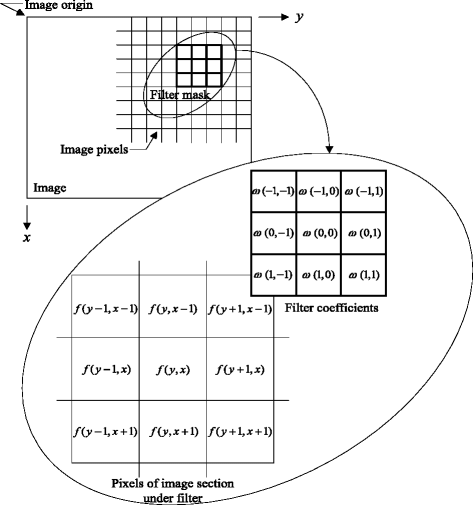 Image origin
y
Filter mask
Image pixels
Image
x
ω(-1,-1) ω(-1,0) ω(-1,1)
ω(0,-1) ω(0,0) ω(0,1)
ω(1,-1) ω(1,0) ω(1,1)
Filter coefficients
f(y-1,x-1) f(y,x-1) f(y+1,x-1)
f(y-1,x) f(y,x) f(y+1,x)
f(y-1,x+1) f(y,x+1) f(y+1,x+1)
Pixels of image section
under filter